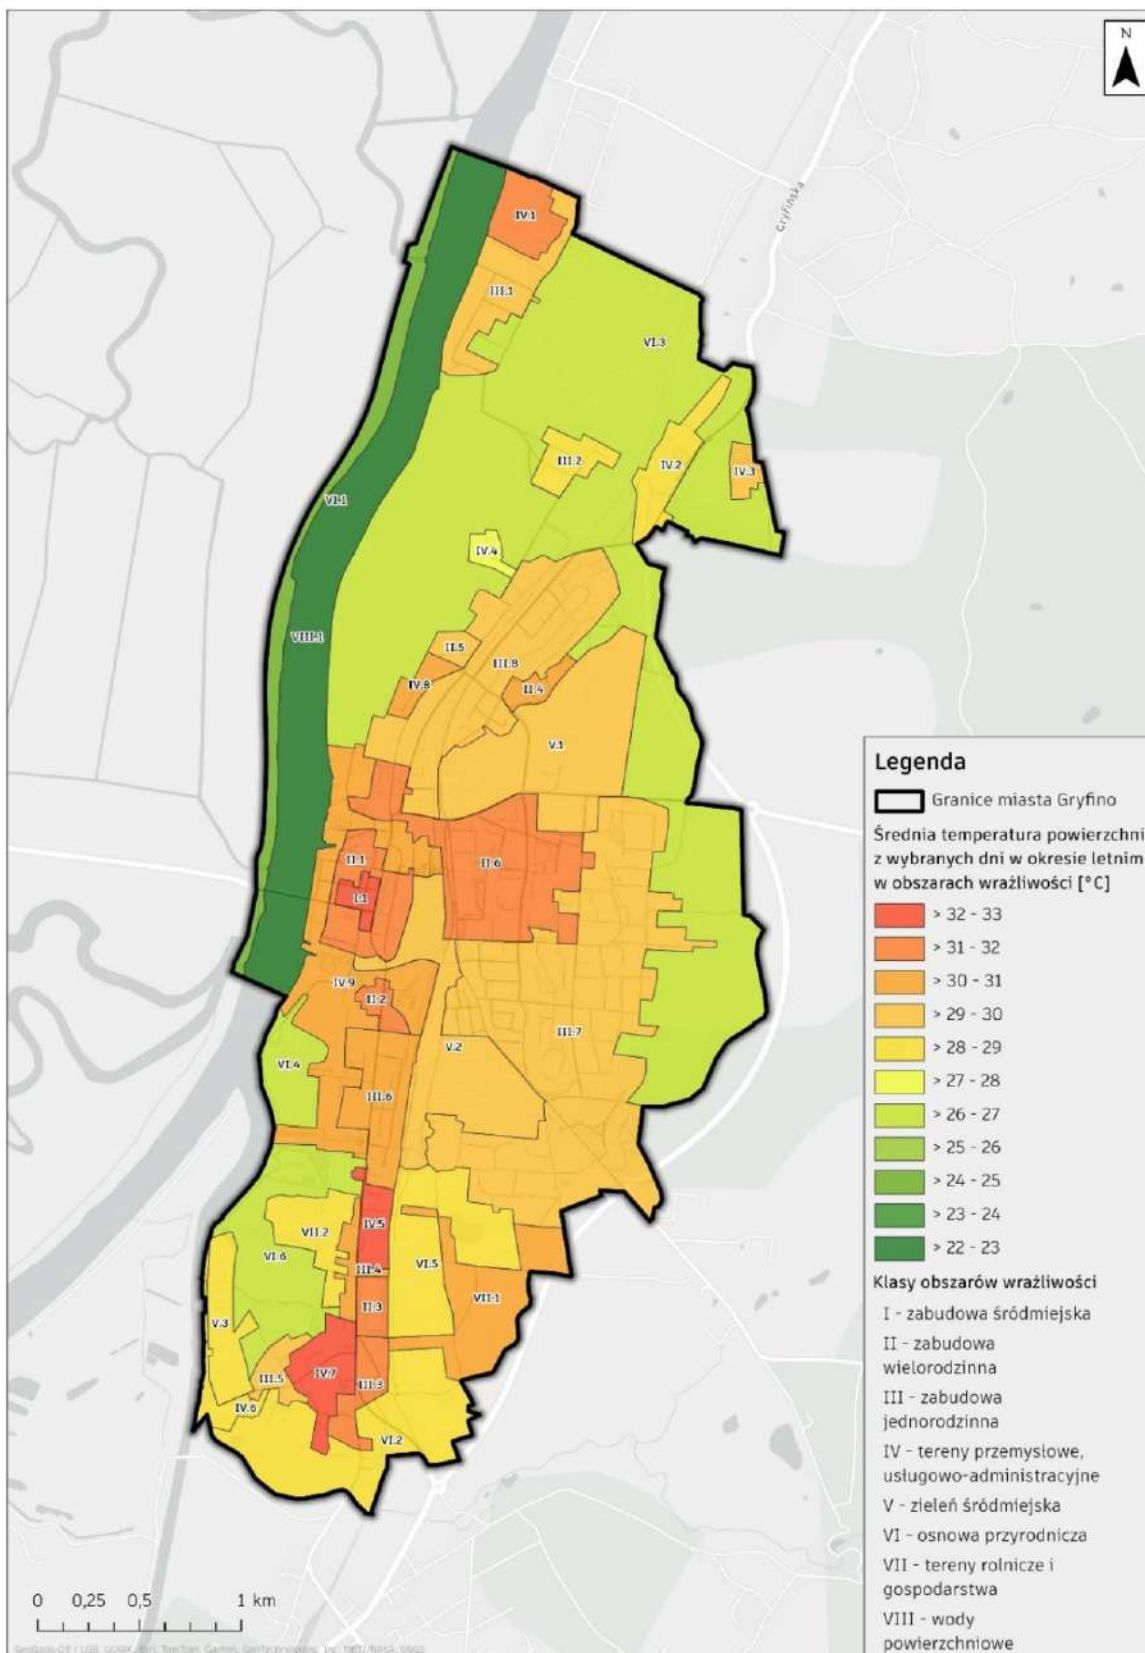 N
Gryfińska
IV.1
III.1
VI.3
III.2
IV.2
IV.3
VI.1
IV.4
VIII.1
II.5
III.8
IV.8
II.4
V.1
II.1
II.6
I.1
IV.9
II.2
III.7
V.2
VI.4
III.6
IV.5
VII.2
VI.6
III.4
VI.5
II.3
VII.1
V.3
IV.7
III.5
III.3
IV.6
VI.2
Legenda
Granice miasta Gryfino
Średnia temperatura powierzchni
z wybranych dni w okresie letnim
w obszarach wrażliwości [°C]
> 32 - 33
> 31 - 32
> 30 - 31
> 29 - 30
> 28 - 29
> 27 - 28
> 26 - 27
> 25 - 26
> 24 - 25
> 23 - 24
> 22 - 23
Klasy obszarów wrażliwości
I - zabudowa śródmiejska
II - zabudowa
wielorodzinna
III - zabudowa
jednorodzinna
IV - tereny przemysłowe,
usługowo-administracyjne
V - zieleń śródmiejska
VI - osnowa przyrodnicza
VII - tereny rolnicze i
gospodarstwa
VIII - wody
powierzchniowe
0 0,25 0,5 1 km